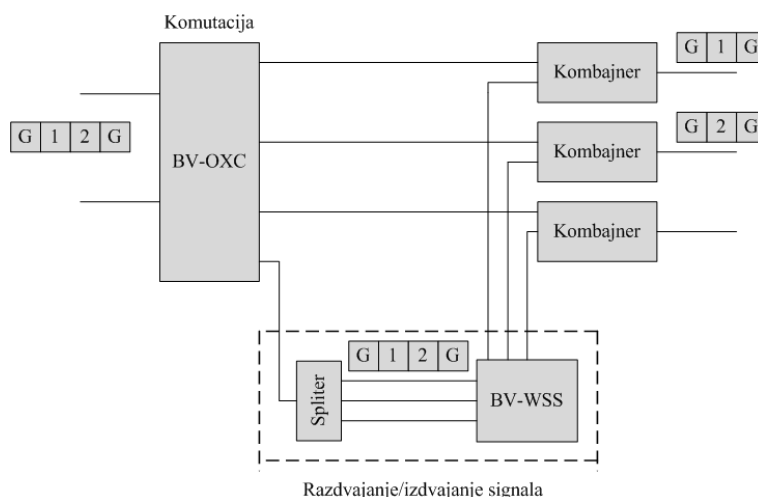 Komutacija
G 1 G
Kombajner
G 1 2 G
BV-OXC
G 2 G
Kombajner
Kombajner
G 1 2 G
Spliter
BV-WSS
Razdvajanje/izdvajanje signala